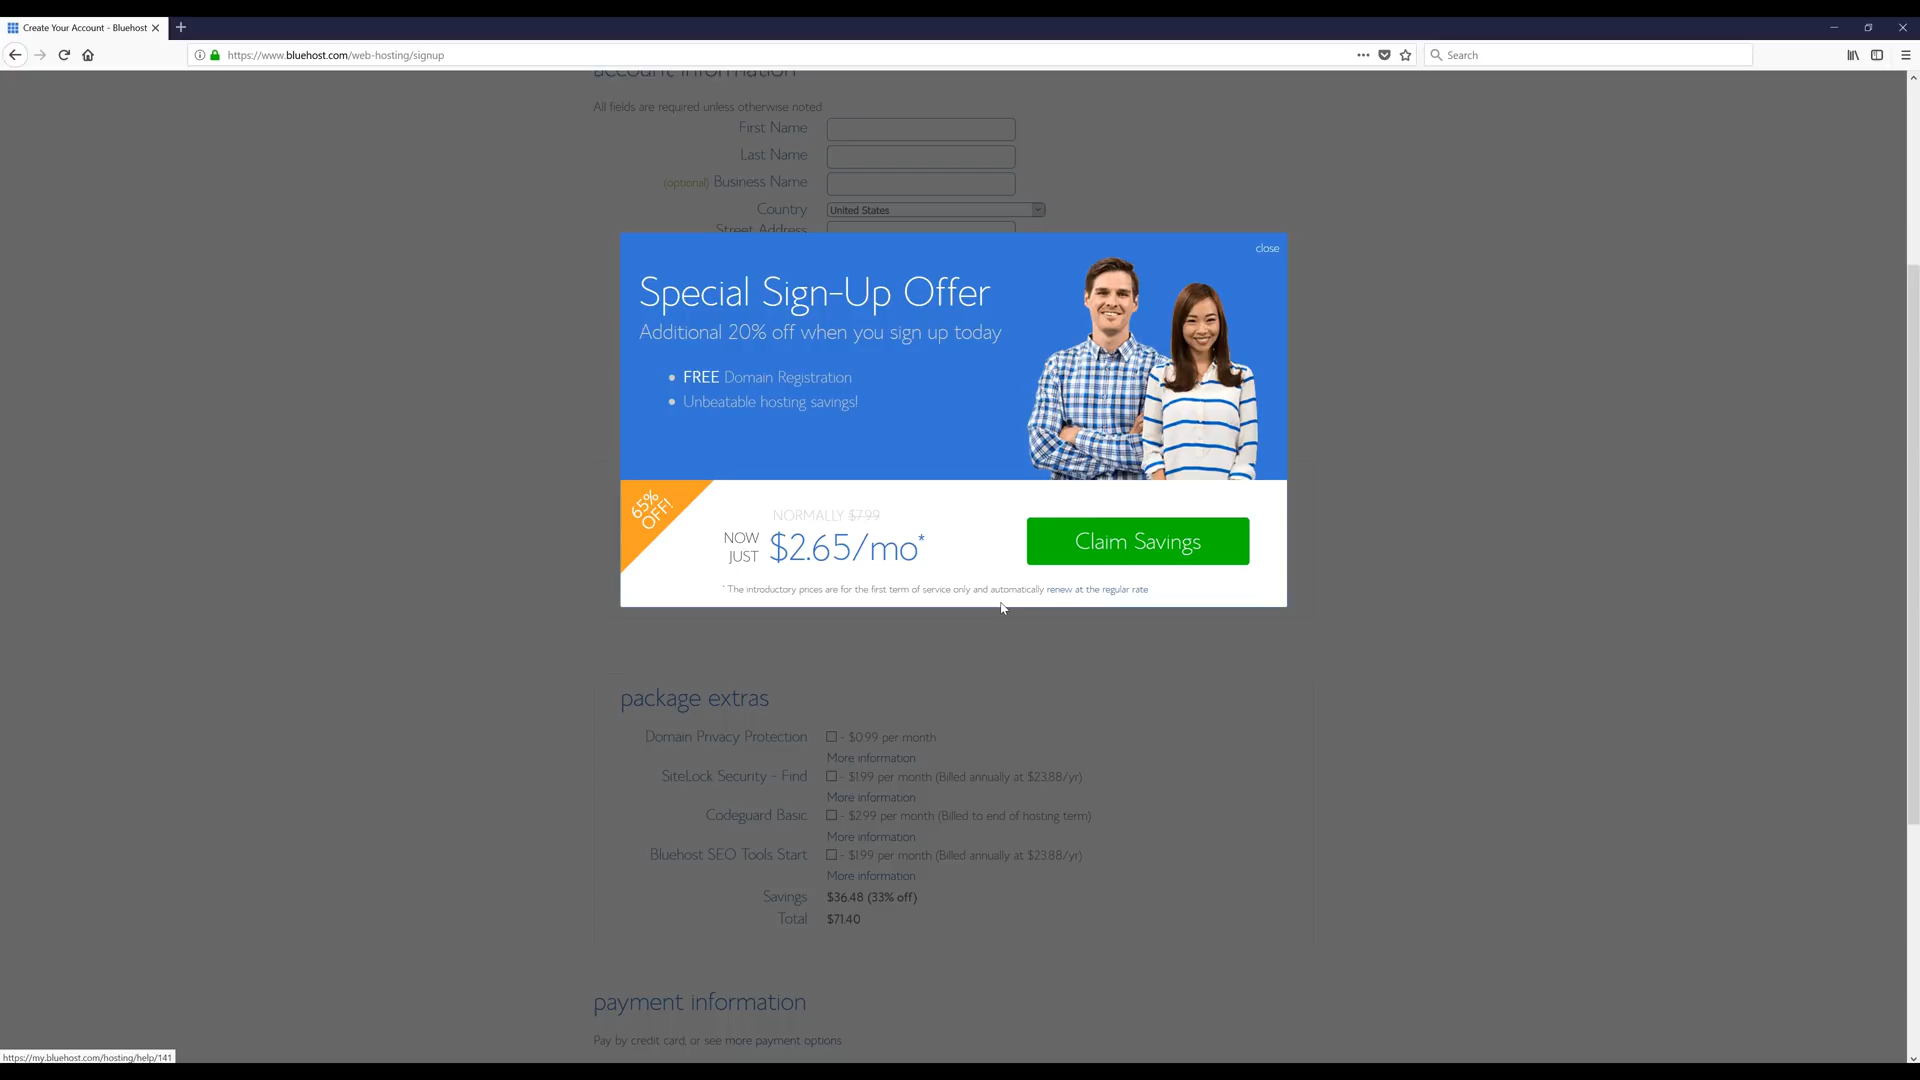 Create Your Account - Bluehost
https://www.bluehost.com/web-hosting/signup
Search
account information
All fields are required unless otherwise noted
First Name
Last Name
(optional) Business Name
Country United States
Street Address
close
Special Sign-Up Offer
Additional 20% off when you sign up today
FREE Domain Registration
Unbeatable hosting savings!
65% OFF!
NORMALLY $7.99
NOW JUST $2.65/mo*
Claim Savings
* The introductory prices are for the first term of service only and automatically renew at the regular rate
package extras
Domain Privacy Protection - $0.99 per month
More information
SiteLock Security - Find - $1.99 per month (Billed annually at $23.88/yr)
More information
Codeguard Basic - $2.99 per month (Billed to end of hosting term)
More information
Bluehost SEO Tools Start - $1.99 per month (Billed annually at $23.88/yr)
More information
Savings $36.48 (33% off)
Total $71.40
payment information
Pay by credit card, or see more payment options
https://my.bluehost.com/hosting/help/141